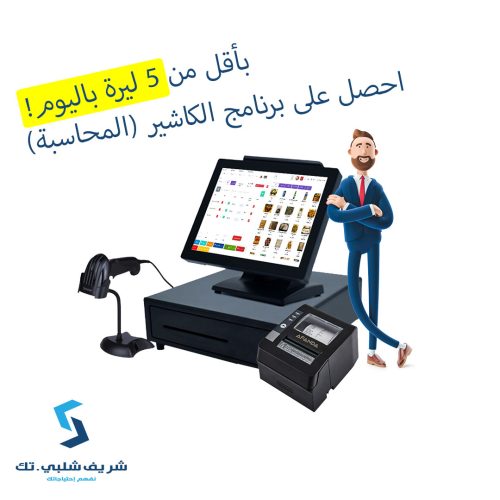 بأقل من 5 ليرة باليوم!
احصل على برنامج الكاشير (المحاسبة)
شريف شلبي.تك
نفهم إحتياجاتك